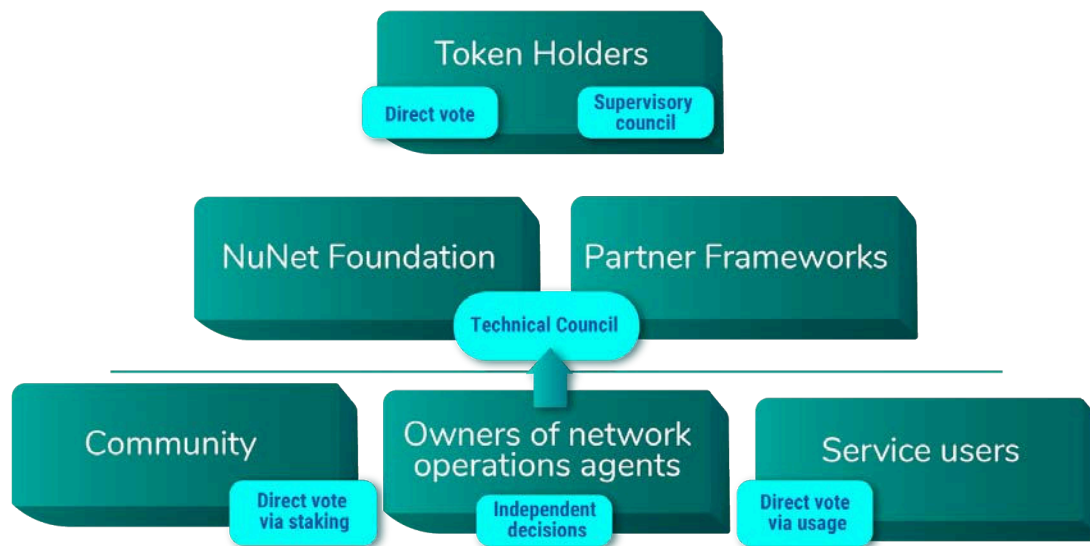 Token Holders
Direct vote
Supervisory
council
NuNet Foundation
Partner Frameworks
Technical Council
Community
Owners of network
operations agents
Service users
Direct vote
via staking
Independent
decisions
Direct vote
via usage